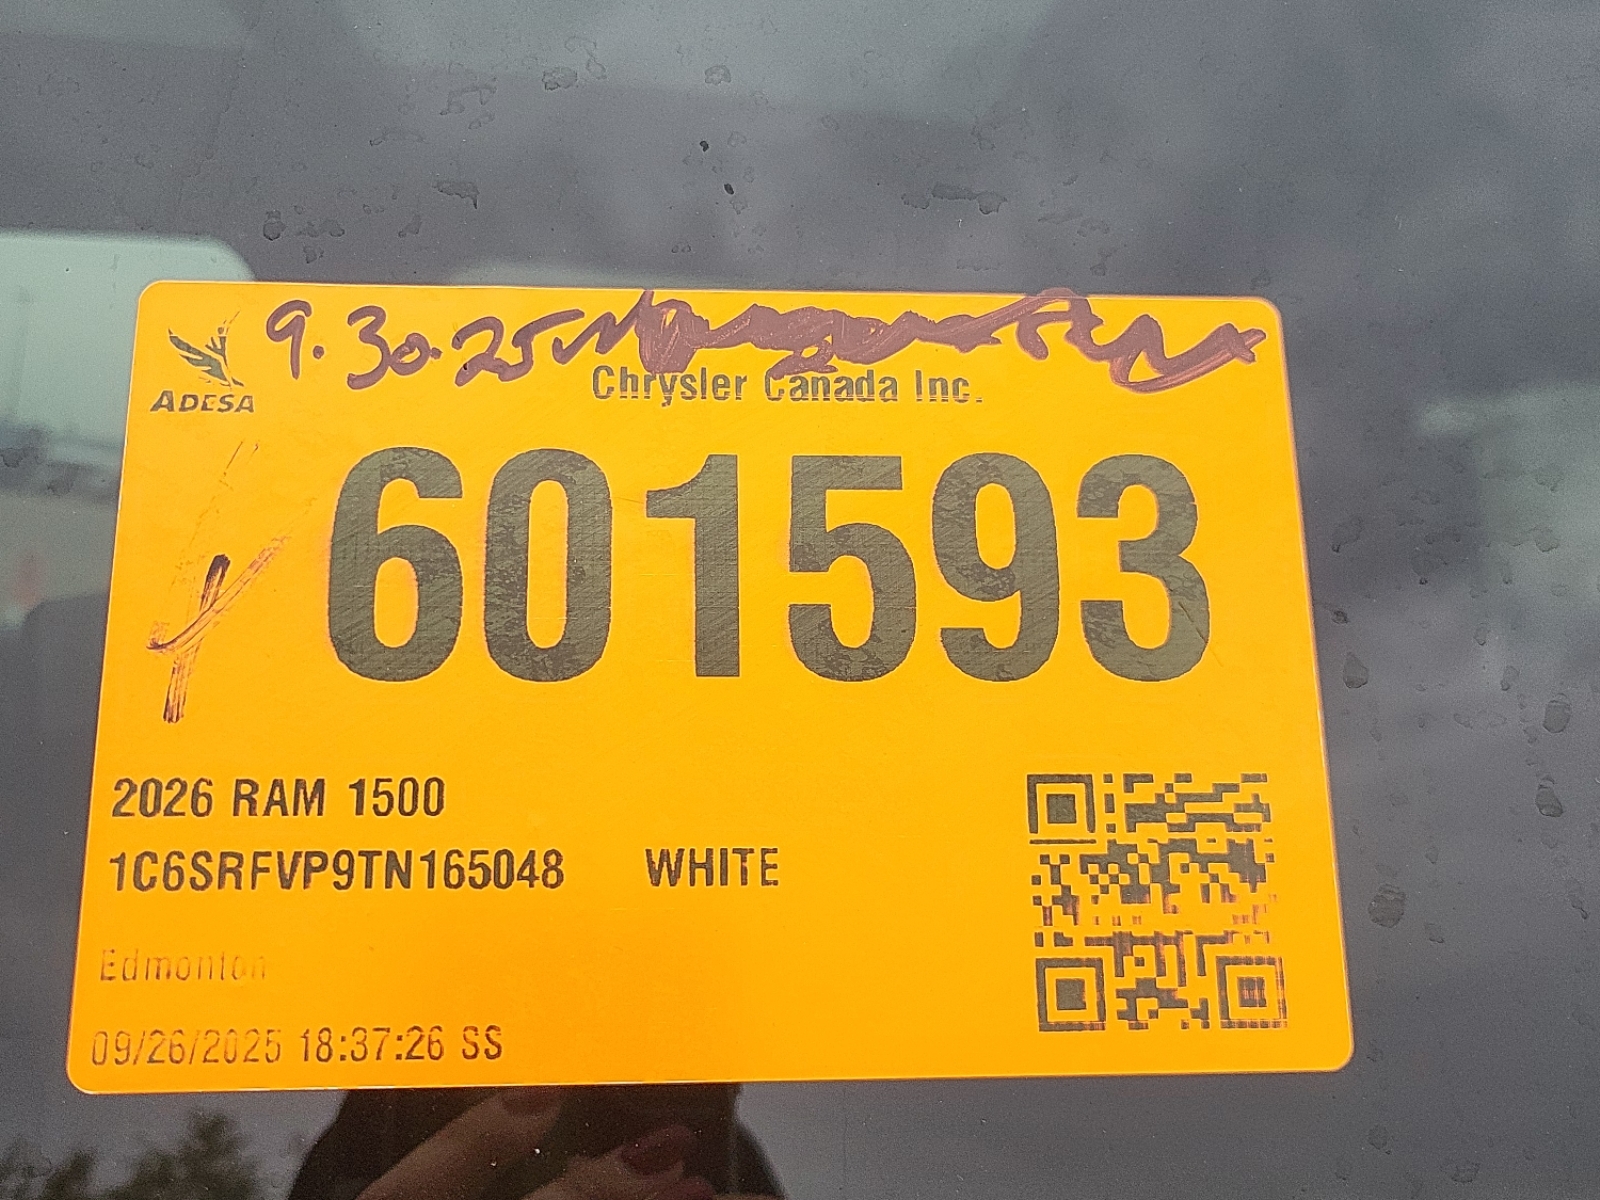 9.30.25
ADESA
Chrysler Canada Inc.
601593
2026 RAM 1500
1C6SRFVP9TN165048 WHITE
Edmonton
09/26/2025 18:37:26 SS